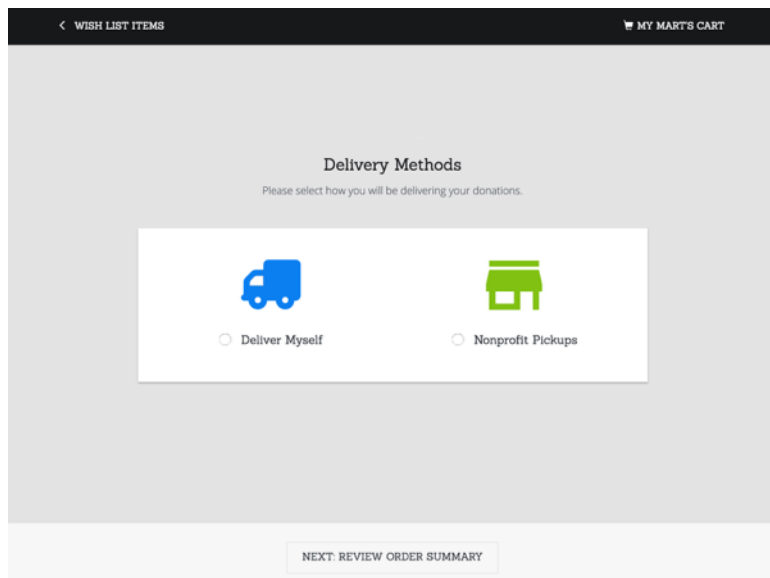 WISH LIST ITEMS
MY MART'S CART
Delivery Methods
Please select how you will be delivering your donations.
Deliver Myself
Nonprofit Pickups
NEXT: REVIEW ORDER SUMMARY